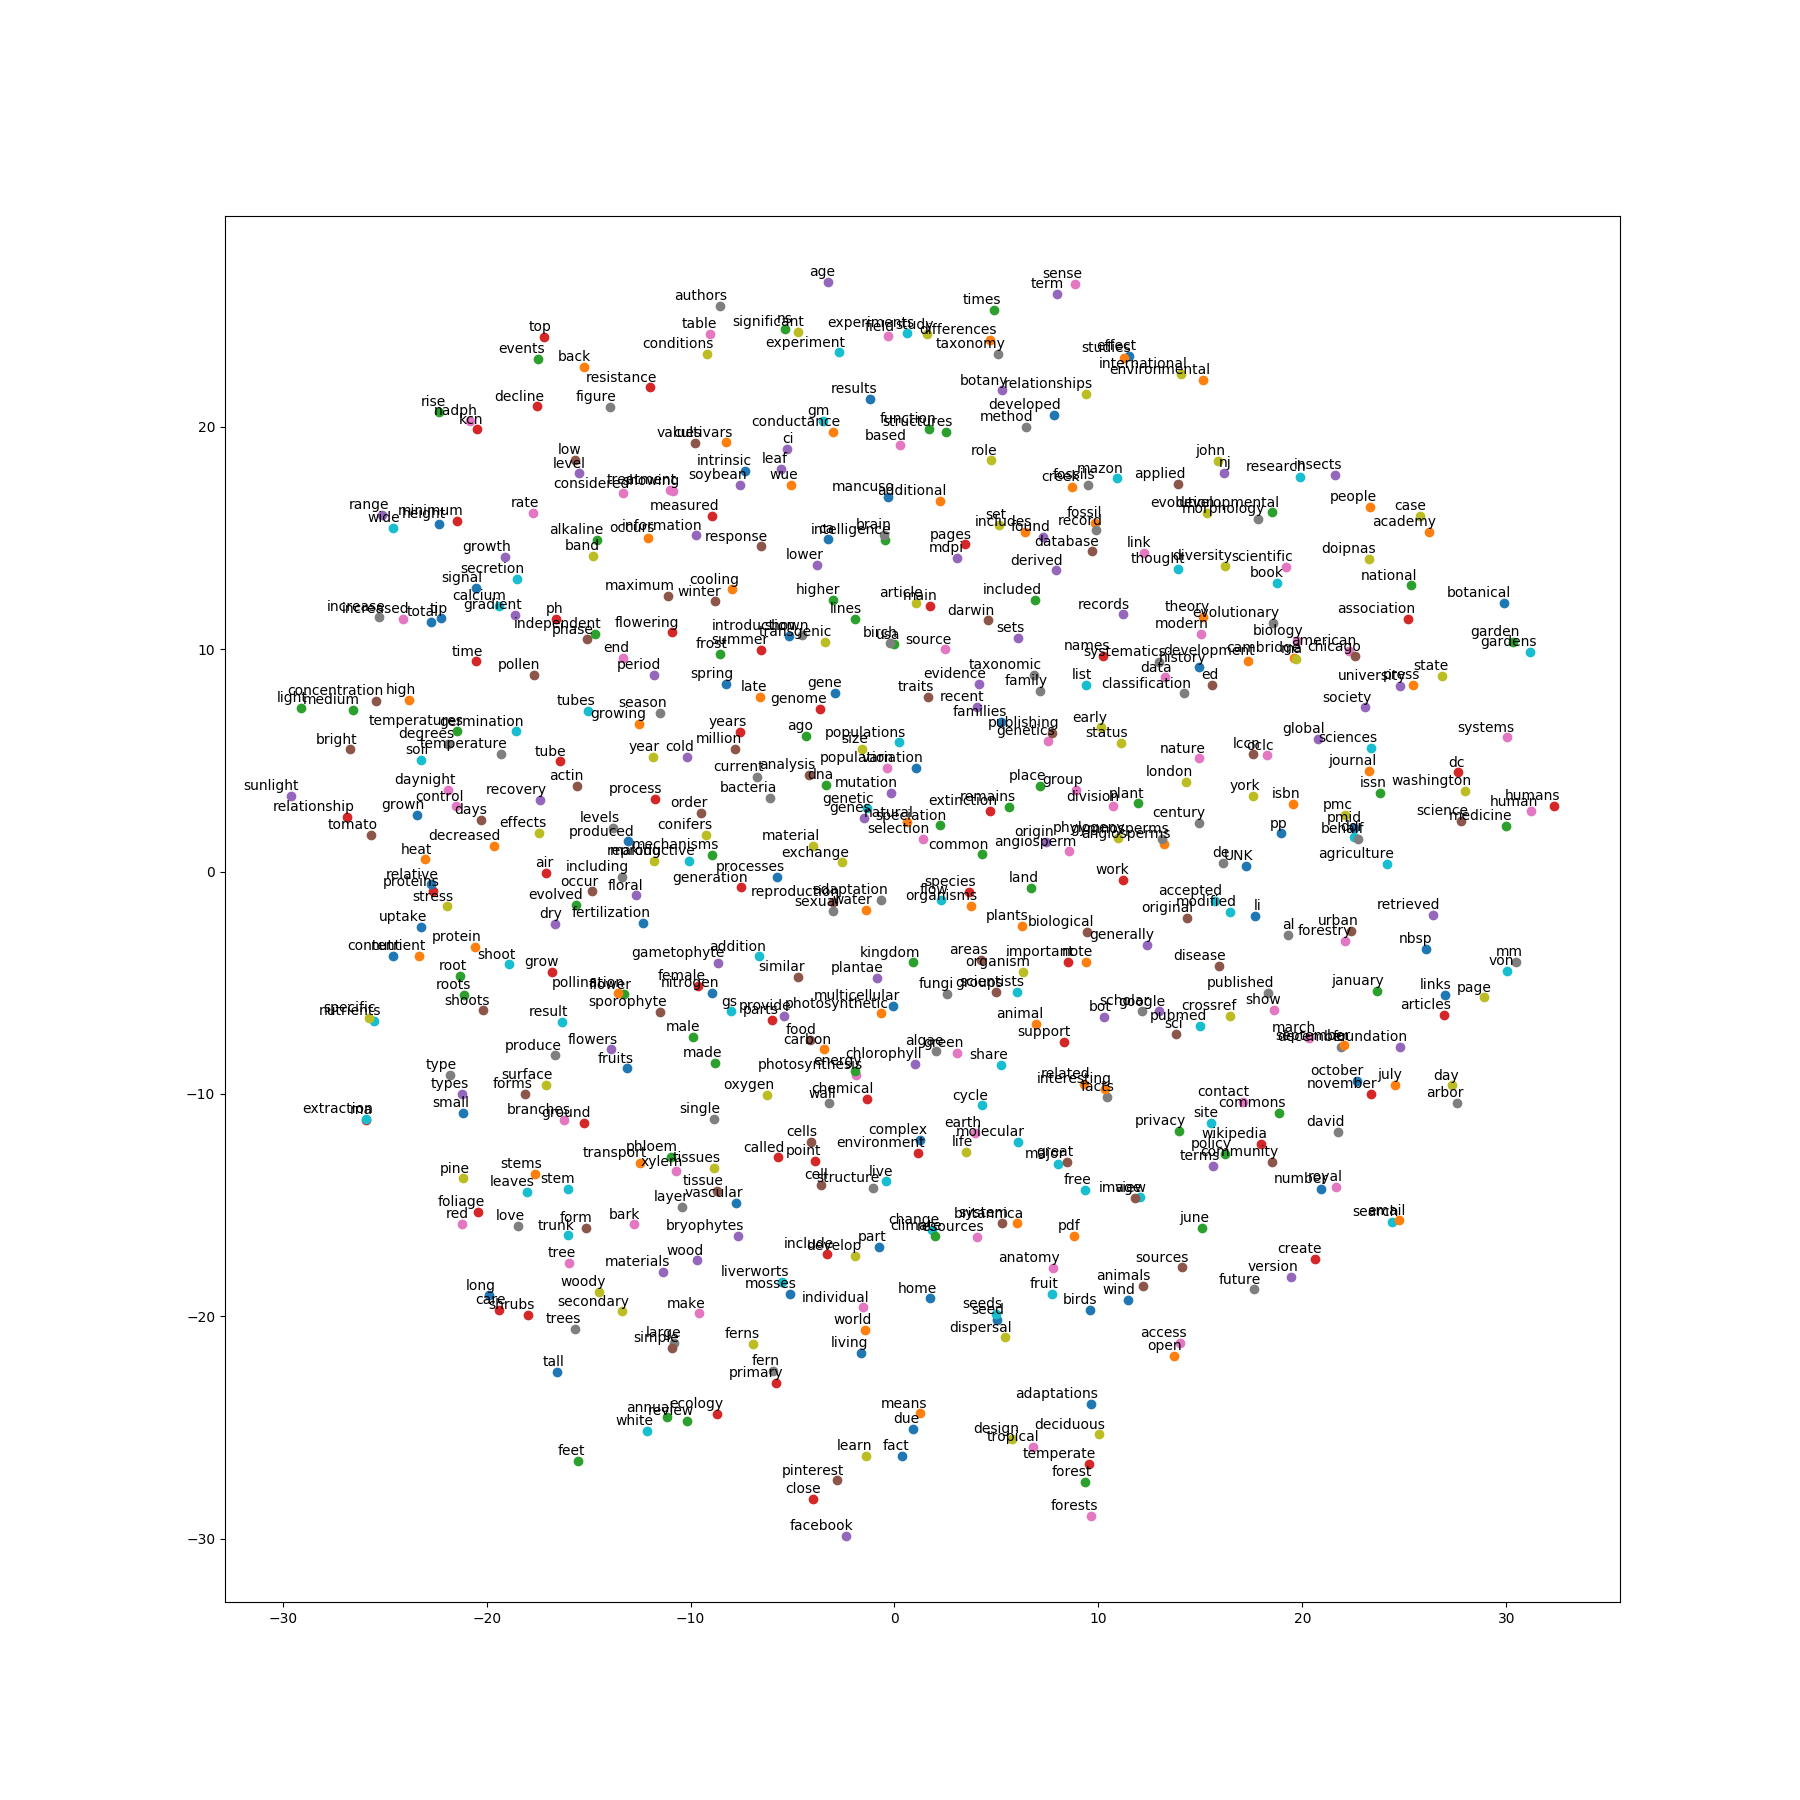 age
sense
term
authors
times
table
significant
ns
experiments
field
study
differences
top
conditions
experiment
taxonomy
studies
effect
events
back
international
environmental
resistance
botany
relationships
results
decline
figure
developed
rise
nadph
kcn
gm
conductance
function
structures
method
values
cultivars
ci
based
low
level
intrinsic
leaf
role
john
nj
research
insects
soybean
wue
creek
fossils
mazon
applied
considered
treatment
showing
mancuso
additional
people
case
academy
range
wide
height
minimum
rate
measured
set
includes
found
fossil
record
evolution
developmental
morphology
alkaline
occurs
information
intelligence
ca
brain
band
response
pages
mdpi
database
link
thought
diversity
scientific
doipnas
growth
lower
derived
book
national
secretion
signal
calcium
gradient
maximum
cooling
winter
higher
article
main
included
botanical
increase
increased
total
tip
ph
independent
phase
flowering
introduction
shown
transgenic
lines
birch
usa
darwin
records
theory
evolutionary
association
garden
gardens
summer
frost
source
sets
modern
biology
american
chicago
time
end
names
systematics
development
cambridge
history
pollen
period
spring
late
gene
evidence
taxonomic
family
list
data
classification
ed
university
press
state
light
medium
concentration
high
tubes
season
genome
traits
recent
society
temperatures
germination
growing
years
ago
populations
families
publishing
genetics
early
status
global
sciences
systems
bright
degrees
temperature
soil
tube
year
cold
million
size
population
variation
nature
lccn
oclc
journal
dc
sunlight
daynight
control
actin
current
analysis
dna
mutation
place
group
london
york
issn
washington
relationship
grown
recovery
process
bacteria
genetic
genes
natural
speciation
extinction
remains
division
plant
isbn
human
humans
tomato
days
effects
levels
produced
order
conifers
selection
origin
angiosperm
phylogeny
gymnosperms
angiosperms
century
pp
pmc
pmid
behalf
science
medicine
decreased
mechanisms
material
exchange
common
de
UNK
agriculture
heat
air
including
reproductive
processes
relative
proteins
stress
occur
evolved
floral
generation
reproduction
sexual
adaptation
water
flow
species
organisms
land
work
accepted
modified
li
uptake
dry
fertilization
plants
biological
original
al
urban
forestry
retrieved
content
nutrient
protein
shoot
gametophyte
addition
kingdom
areas
important
note
generally
nbsp
mm
von
root
roots
grow
pollination
flower
female
nitrogen
similar
plantae
organism
disease
published
january
links
page
specific
nutrients
shoots
sporophyte
gs
provide
parts
multicellular
photosynthetic
fungi
groups
scientists
bot
scholar
google
crossref
show
articles
result
male
animal
pubmed
sci
march
september
december
foundation
produce
flowers
fruits
made
food
carbon
energy
photosynthesis
chlorophyll
algae
green
share
support
type
types
small
surface
forms
oxygen
chemical
wall
related
interesting
facts
october
november
july
day
arbor
extraction
branches
ground
single
cycle
contact
commons
cells
complex
environment
earth
molecular
life
privacy
site
wikipedia
david
policy
terms
community
pine
stems
transport
phloem
xylem
tissues
called
point
major
great
leaves
stem
tissue
vascular
cell
structure
live
free
image
view
number
royal
foliage
red
love
form
trunk
layer
bark
bryophytes
change
climate
resources
system
britannica
pdf
june
search
email
include
develop
part
tree
materials
wood
anatomy
sources
create
version
liverworts
mosses
woody
secondary
long
care
shrubs
trees
make
individual
home
fruit
animals
wind
birds
future
seeds
seed
dispersal
large
simple
ferns
world
living
access
open
tall
fern
primary
annual
review
ecology
white
means
due
adaptations
design
tropical
deciduous
feet
learn
fact
temperate
forest
pinterest
close
forests
facebook
20
10
0
−10
−20
−30
−30 −20 −10 0 10 20 30